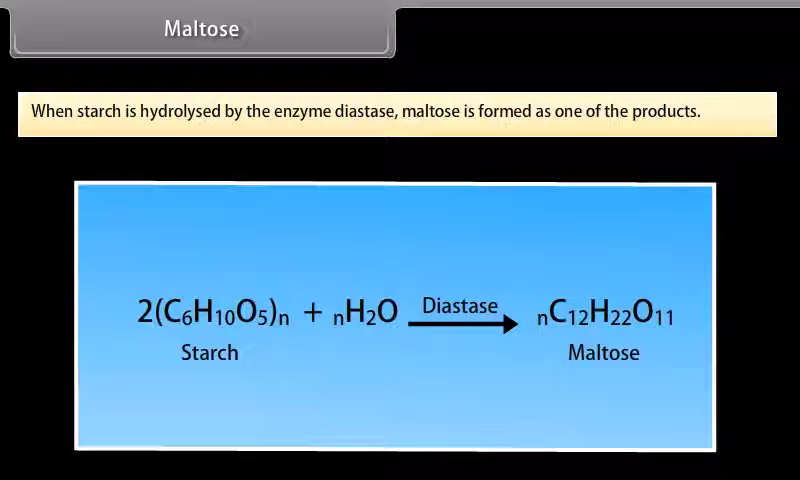 Maltose
When starch is hydrolysed by the enzyme diastase, maltose is formed as one of the products.
2(C₆H₁₀O₅)ₙ + ₙH₂O Diastase ₙC₁₂H₂₂O₁₁
Starch Maltose